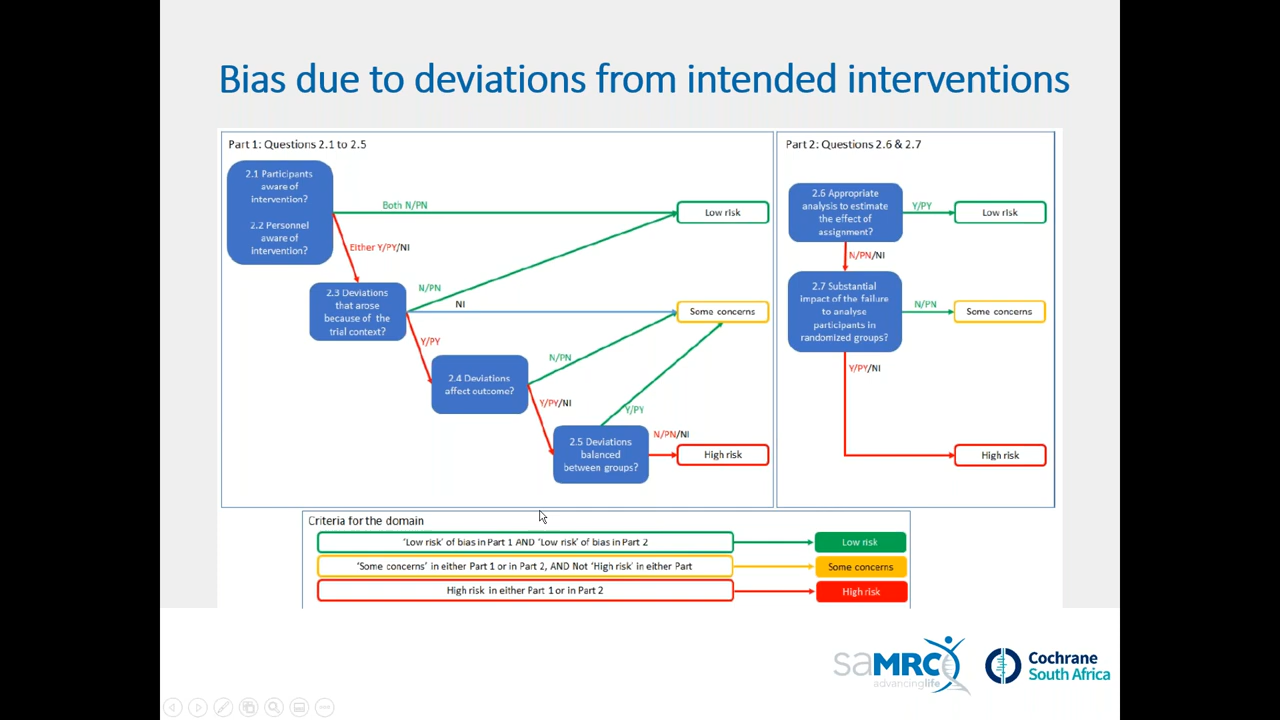 Bias due to deviations from intended interventions
Part 1: Questions 2.1 to 2.5
2.1 Participants
aware of
intervention?
2.2 Personnel
aware of
intervention?
Both N/PN
Low risk
Either Y/PY/NI
2.3 Deviations
that arose
because of the
trial context?
N/PN
NI
Some concerns
Y/PY
2.4 Deviations
affect outcome?
N/PN
Y/PY/NI
Y/PY
2.5 Deviations
balanced
between groups?
N/PN/NI
High risk
Part 2: Questions 2.6 & 2.7
2.6 Appropriate
analysis to estimate
the effect of
assignment?
Y/PY
Low risk
N/PN/NI
2.7 Substantial
impact of the failure
to analyse
participants in
randomized groups?
N/PN
Some concerns
Y/PY/NI
High risk
Criteria for the domain
'Low risk' of bias in Part 1 AND 'Low risk' of bias in Part 2
Low risk
'Some concerns' in either Part 1 or in Part 2, AND Not 'High risk' in either Part
Some concerns
High risk in either Part 1 or in Part 2
High risk
saMRC
advancinglife
Cochrane
South Africa